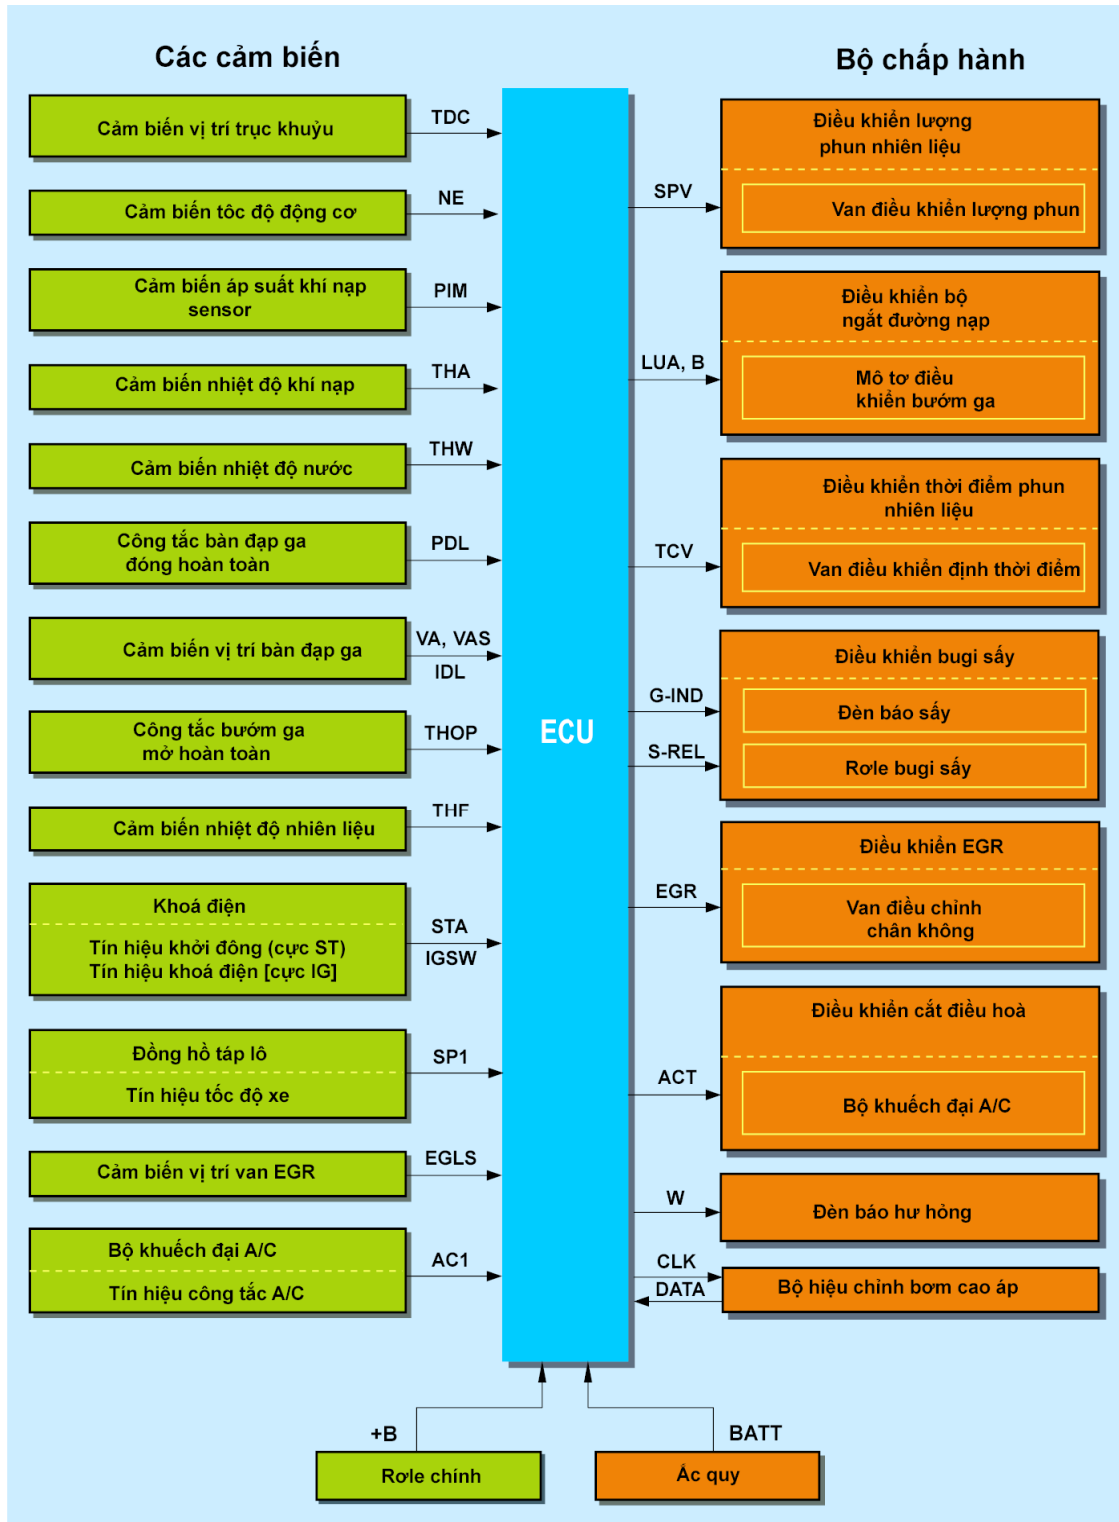 Các cảm biến
Cảm biến vị trí trục khuỷu
TDC
Cảm biến tôc độ động cơ
NE
Cảm biến áp suất khí nạp
sensor
PIM
Cảm biến nhiệt độ khí nạp
THA
Cảm biến nhiệt độ nước
THW
Công tắc bàn đạp ga
đóng hoàn toàn
PDL
Cảm biến vị trí bàn đạp ga
VA, VAS
IDL
Công tắc bướm ga
mở hoàn toàn
THOP
Cảm biến nhiệt độ nhiên liệu
THF
Khoá điện
Tín hiệu khởi đông (cực ST)
Tín hiệu khoá điện [cực IG]
STA
IGSW
Đồng hồ táp lô
Tín hiệu tốc độ xe
SP1
Cảm biến vị trí van EGR
EGLS
Bộ khuếch đại A/C
Tín hiệu công tắc A/C
AC1
ECU
Bộ chấp hành
Điều khiển lượng
phun nhiên liệu
SPV
Van điều khiển lượng phun
Điều khiển bộ
ngắt đường nạp
LUA, B
Mô tơ điều
khiển bướm ga
Điều khiển thời điểm phun
nhiên liệu
TCV
Van điều khiển định thời điểm
Điều khiển bugi sấy
G-IND
Đèn báo sấy
S-REL
Rơle bugi sấy
Điều khiển EGR
EGR
Van điều chỉnh
chân không
Điều khiển cắt điều hoà
ACT
Bộ khuếch đại A/C
W
Đèn báo hư hỏng
CLK
DATA
Bộ hiệu chỉnh bơm cao áp
+B
Rơle chính
BATT
Ắc quy